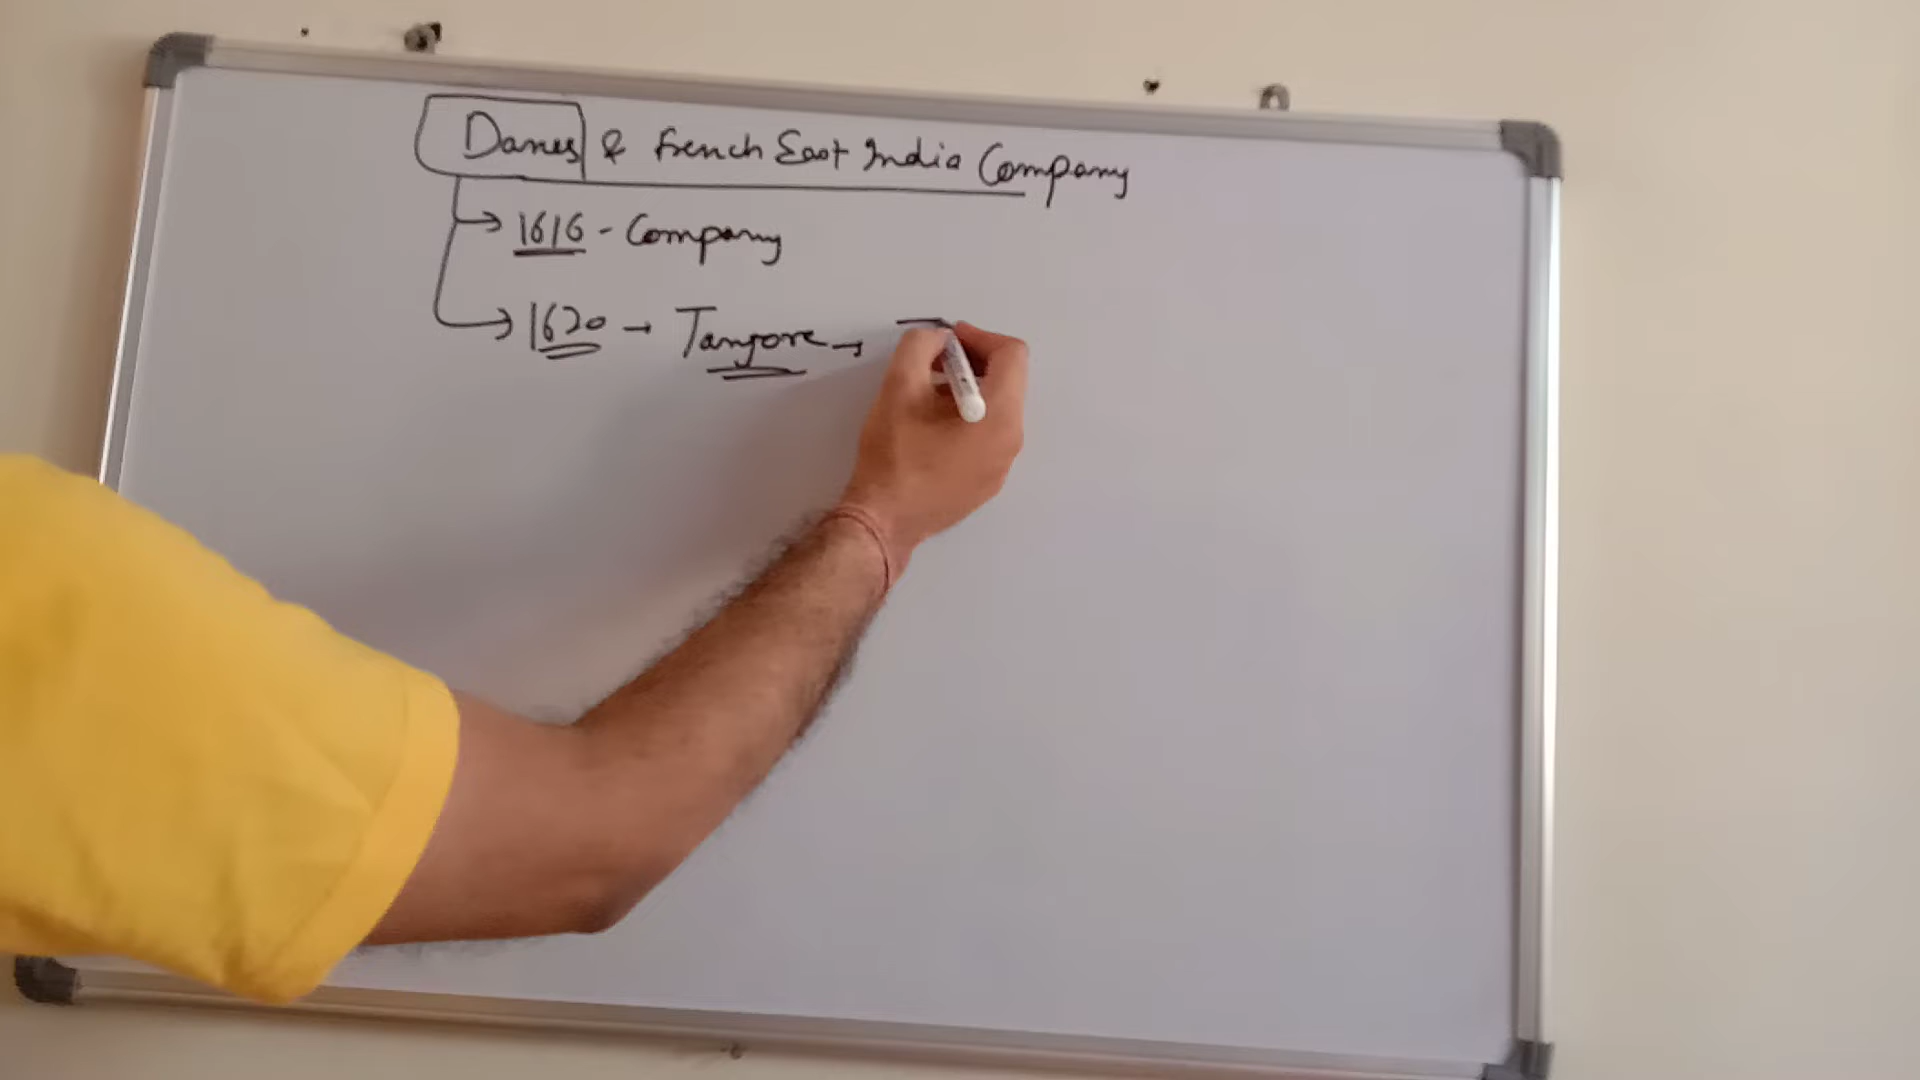 Danes & French East India Company
→ 1616 - Company
→ 1620 → Tanjore →